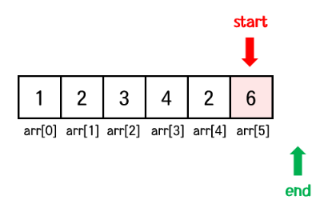 start
1 2 3 4 2 6
arr[0] arr[1] arr[2] arr[3] arr[4] arr[5]
end